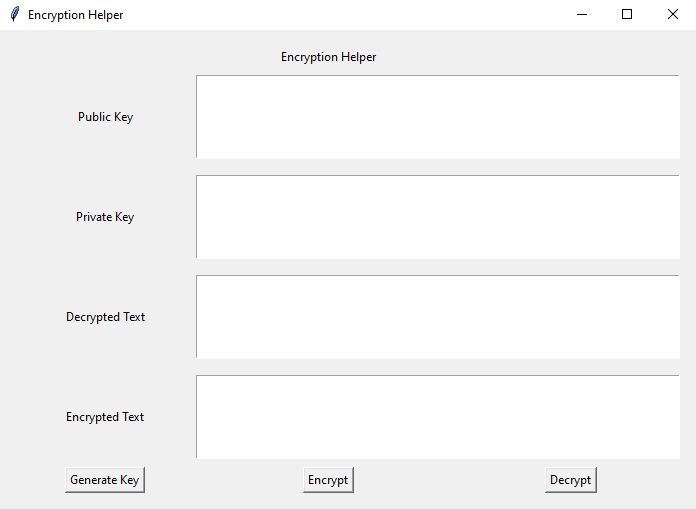 Encryption Helper
Encryption Helper
Public Key
Private Key
Decrypted Text
Encrypted Text
Generate Key Encrypt Decrypt